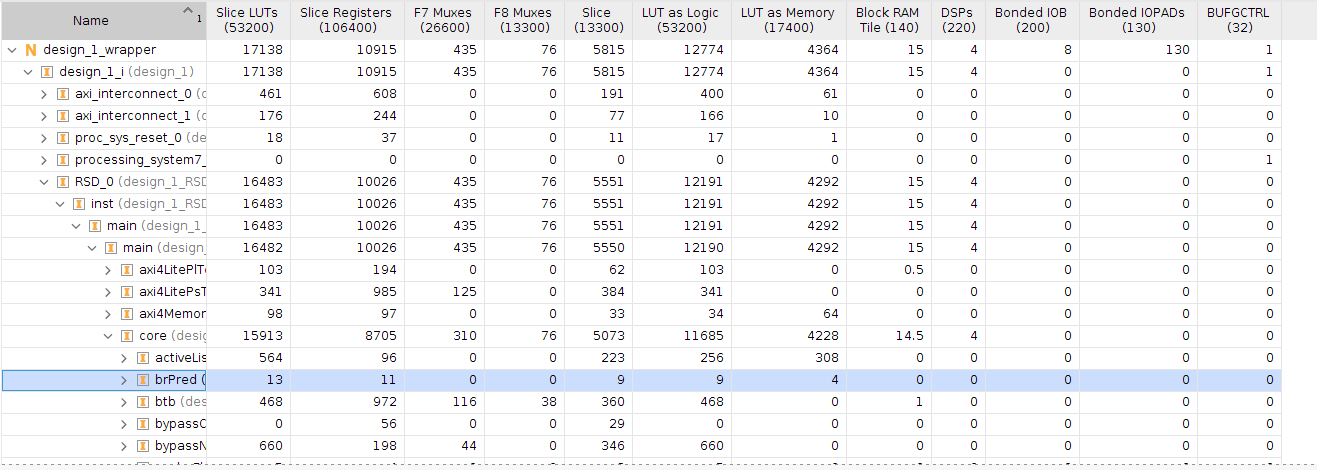 Name 1 Slice LUTs (53200) Slice Registers (106400) F7 Muxes (26600) F8 Muxes (13300) Slice (13300) LUT as Logic (53200) LUT as Memory (17400) Block RAM Tile (140) DSPs (220) Bonded IOB (200) Bonded IOPADs (130) BUFGCTRL (32)
N design_1_wrapper 17138 10915 435 76 5815 12774 4364 15 4 8 130 1
design_1_i (design_1) 17138 10915 435 76 5815 12774 4364 15 4 0 0 1
axi_interconnect_0 (d 461 608 0 0 191 400 61 0 0 0 0 0
axi_interconnect_1 (d 176 244 0 0 77 166 10 0 0 0 0 0
proc_sys_reset_0 (de 18 37 0 0 11 17 1 0 0 0 0 0
processing_system7_ 0 0 0 0 0 0 0 0 0 0 0 1
RSD_0 (design_1_RSD 16483 10026 435 76 5551 12191 4292 15 4 0 0 0
inst (design_1_RSD 16483 10026 435 76 5551 12191 4292 15 4 0 0 0
main (design_1_ 16483 10026 435 76 5551 12191 4292 15 4 0 0 0
main (design_ 16482 10026 435 76 5550 12190 4292 15 4 0 0 0
axi4LitePlTo 103 194 0 0 62 103 0 0.5 0 0 0 0
axi4LitePsT 341 985 125 0 384 341 0 0 0 0 0 0
axi4Memor 98 97 0 0 33 34 64 0 0 0 0 0
core (desig 15913 8705 310 76 5073 11685 4228 14.5 4 0 0 0
activeLis 564 96 0 0 223 256 308 0 0 0 0 0
brPred ( 13 11 0 0 9 9 4 0 0 0 0 0
btb (des 468 972 116 38 360 468 0 1 0 0 0 0
bypassC 0 56 0 0 29 0 0 0 0 0 0 0
bypassN 660 198 44 0 346 660 0 0 0 0 0 0